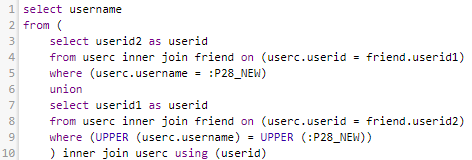 1 select username
2 from (
3 select userid2 as userid
4 from userc inner join friend on (userc.userid = friend.userid1)
5 where (userc.username = :P28_NEW)
6 union
7 select userid1 as userid
8 from userc inner join friend on (userc.userid = friend.userid2)
9 where (UPPER (userc.username) = UPPER (:P28_NEW))
10 ) inner join userc using (userid)